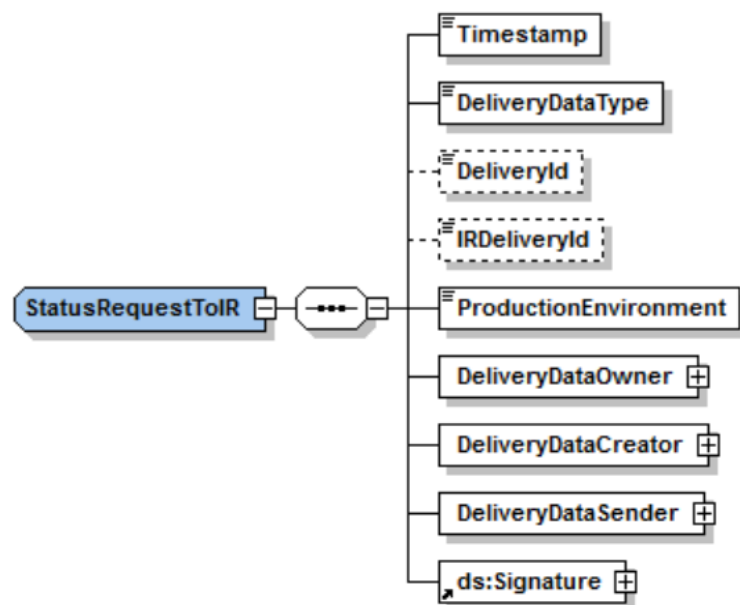 Timestamp
DeliveryDataType
DeliveryId
IRDeliveryId
StatusRequestToIR
ProductionEnvironment
DeliveryDataOwner
DeliveryDataCreator
DeliveryDataSender
ds:Signature